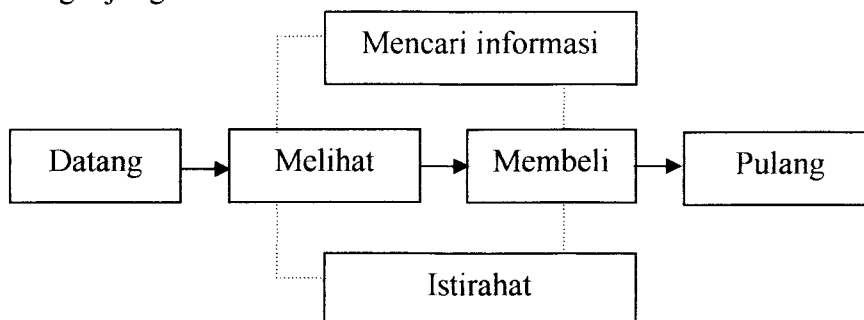 Mencari informasi
Datang
Melihat
Membeli
Pulang
Istirahat